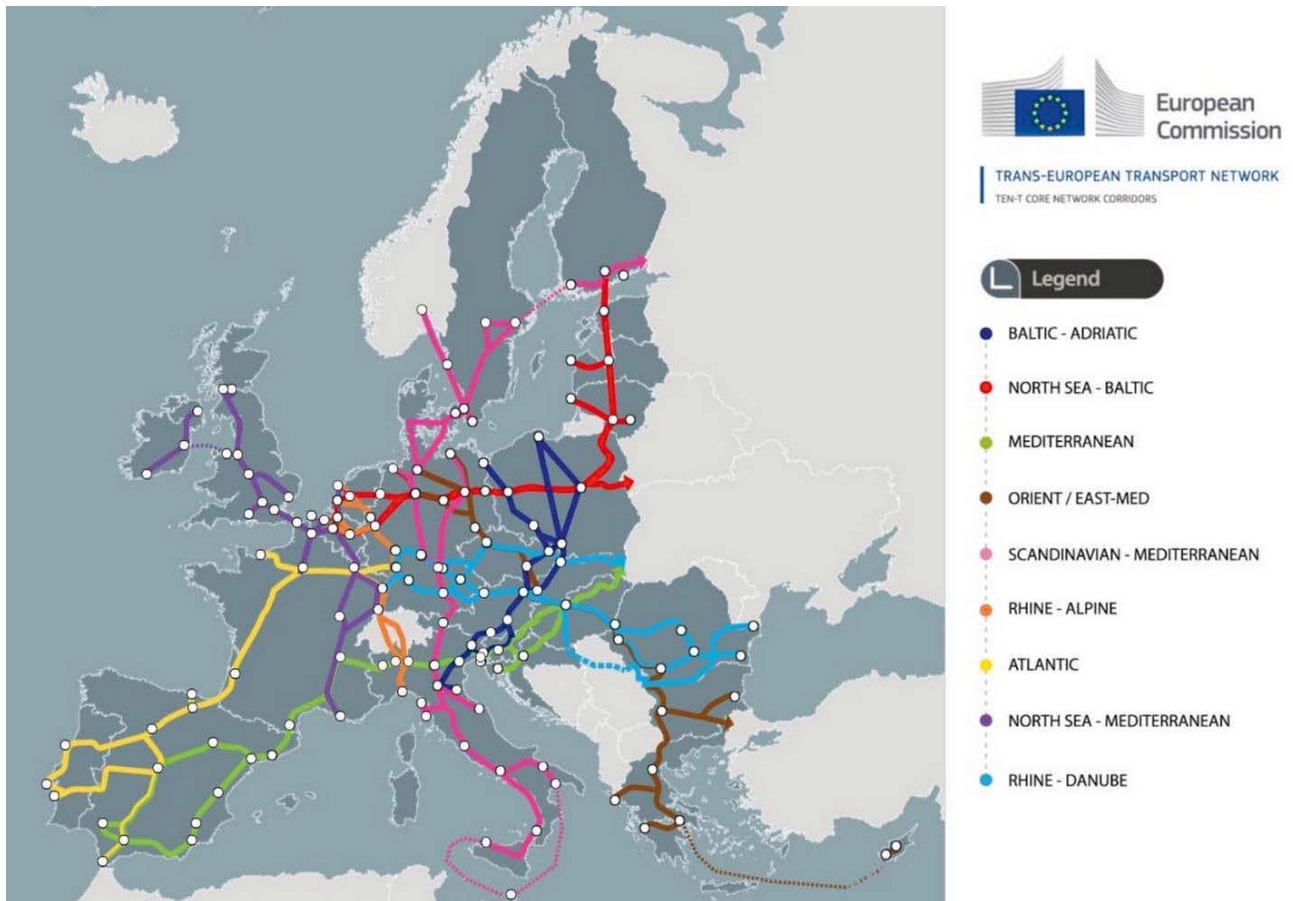 European
Commission
TRANS-EUROPEAN TRANSPORT NETWORK
TEN-T CORE NETWORK CORRIDORS
Legend
BALTIC - ADRIATIC
NORTH SEA - BALTIC
MEDITERRANEAN
ORIENT / EAST-MED
SCANDINAVIAN - MEDITERRANEAN
RHINE - ALPINE
ATLANTIC
NORTH SEA - MEDITERRANEAN
RHINE - DANUBE